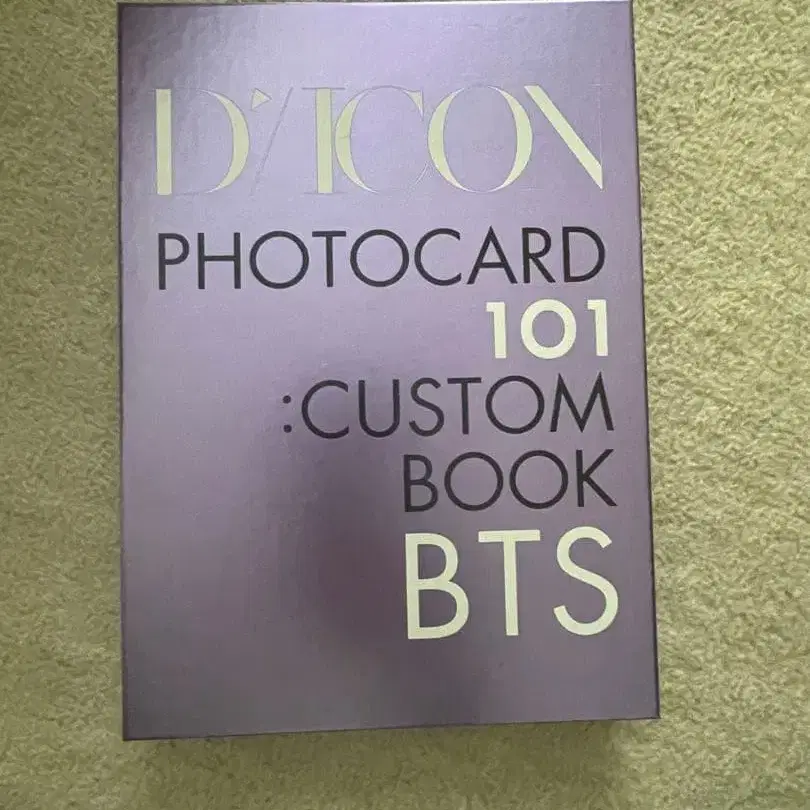 D'/ICON
PHOTOCARD
101
:CUSTOM
BOOK
BTS